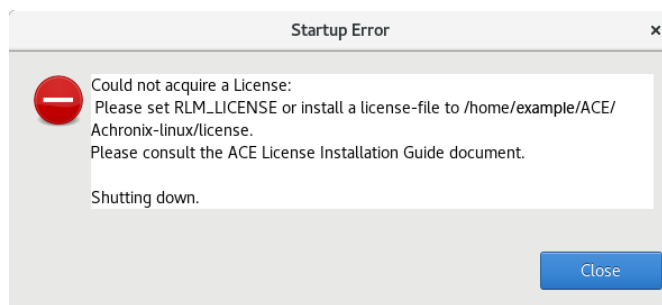 Startup Error
×
Could not acquire a License:
Please set RLM_LICENSE or install a license-file to /home/example/ACE/
Achronix-linux/license.
Please consult the ACE License Installation Guide document.
Shutting down.
Close